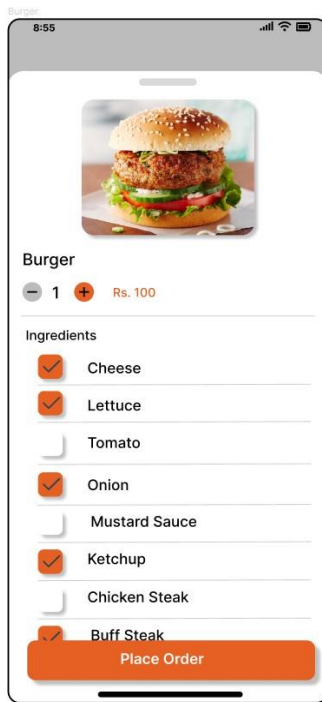 Burger
8:55
Burger
1
Rs. 100
Ingredients
Cheese
Lettuce
Tomato
Onion
Mustard Sauce
Ketchup
Chicken Steak
Buff Steak
Place Order